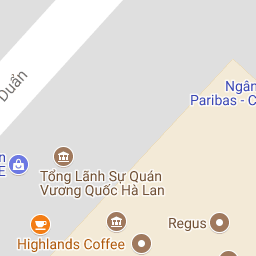 Duẩn
Ngân
Paribas - C
n
E
Tổng Lãnh Sự Quán
Vương Quốc Hà Lan
Regus
Highlands Coffee